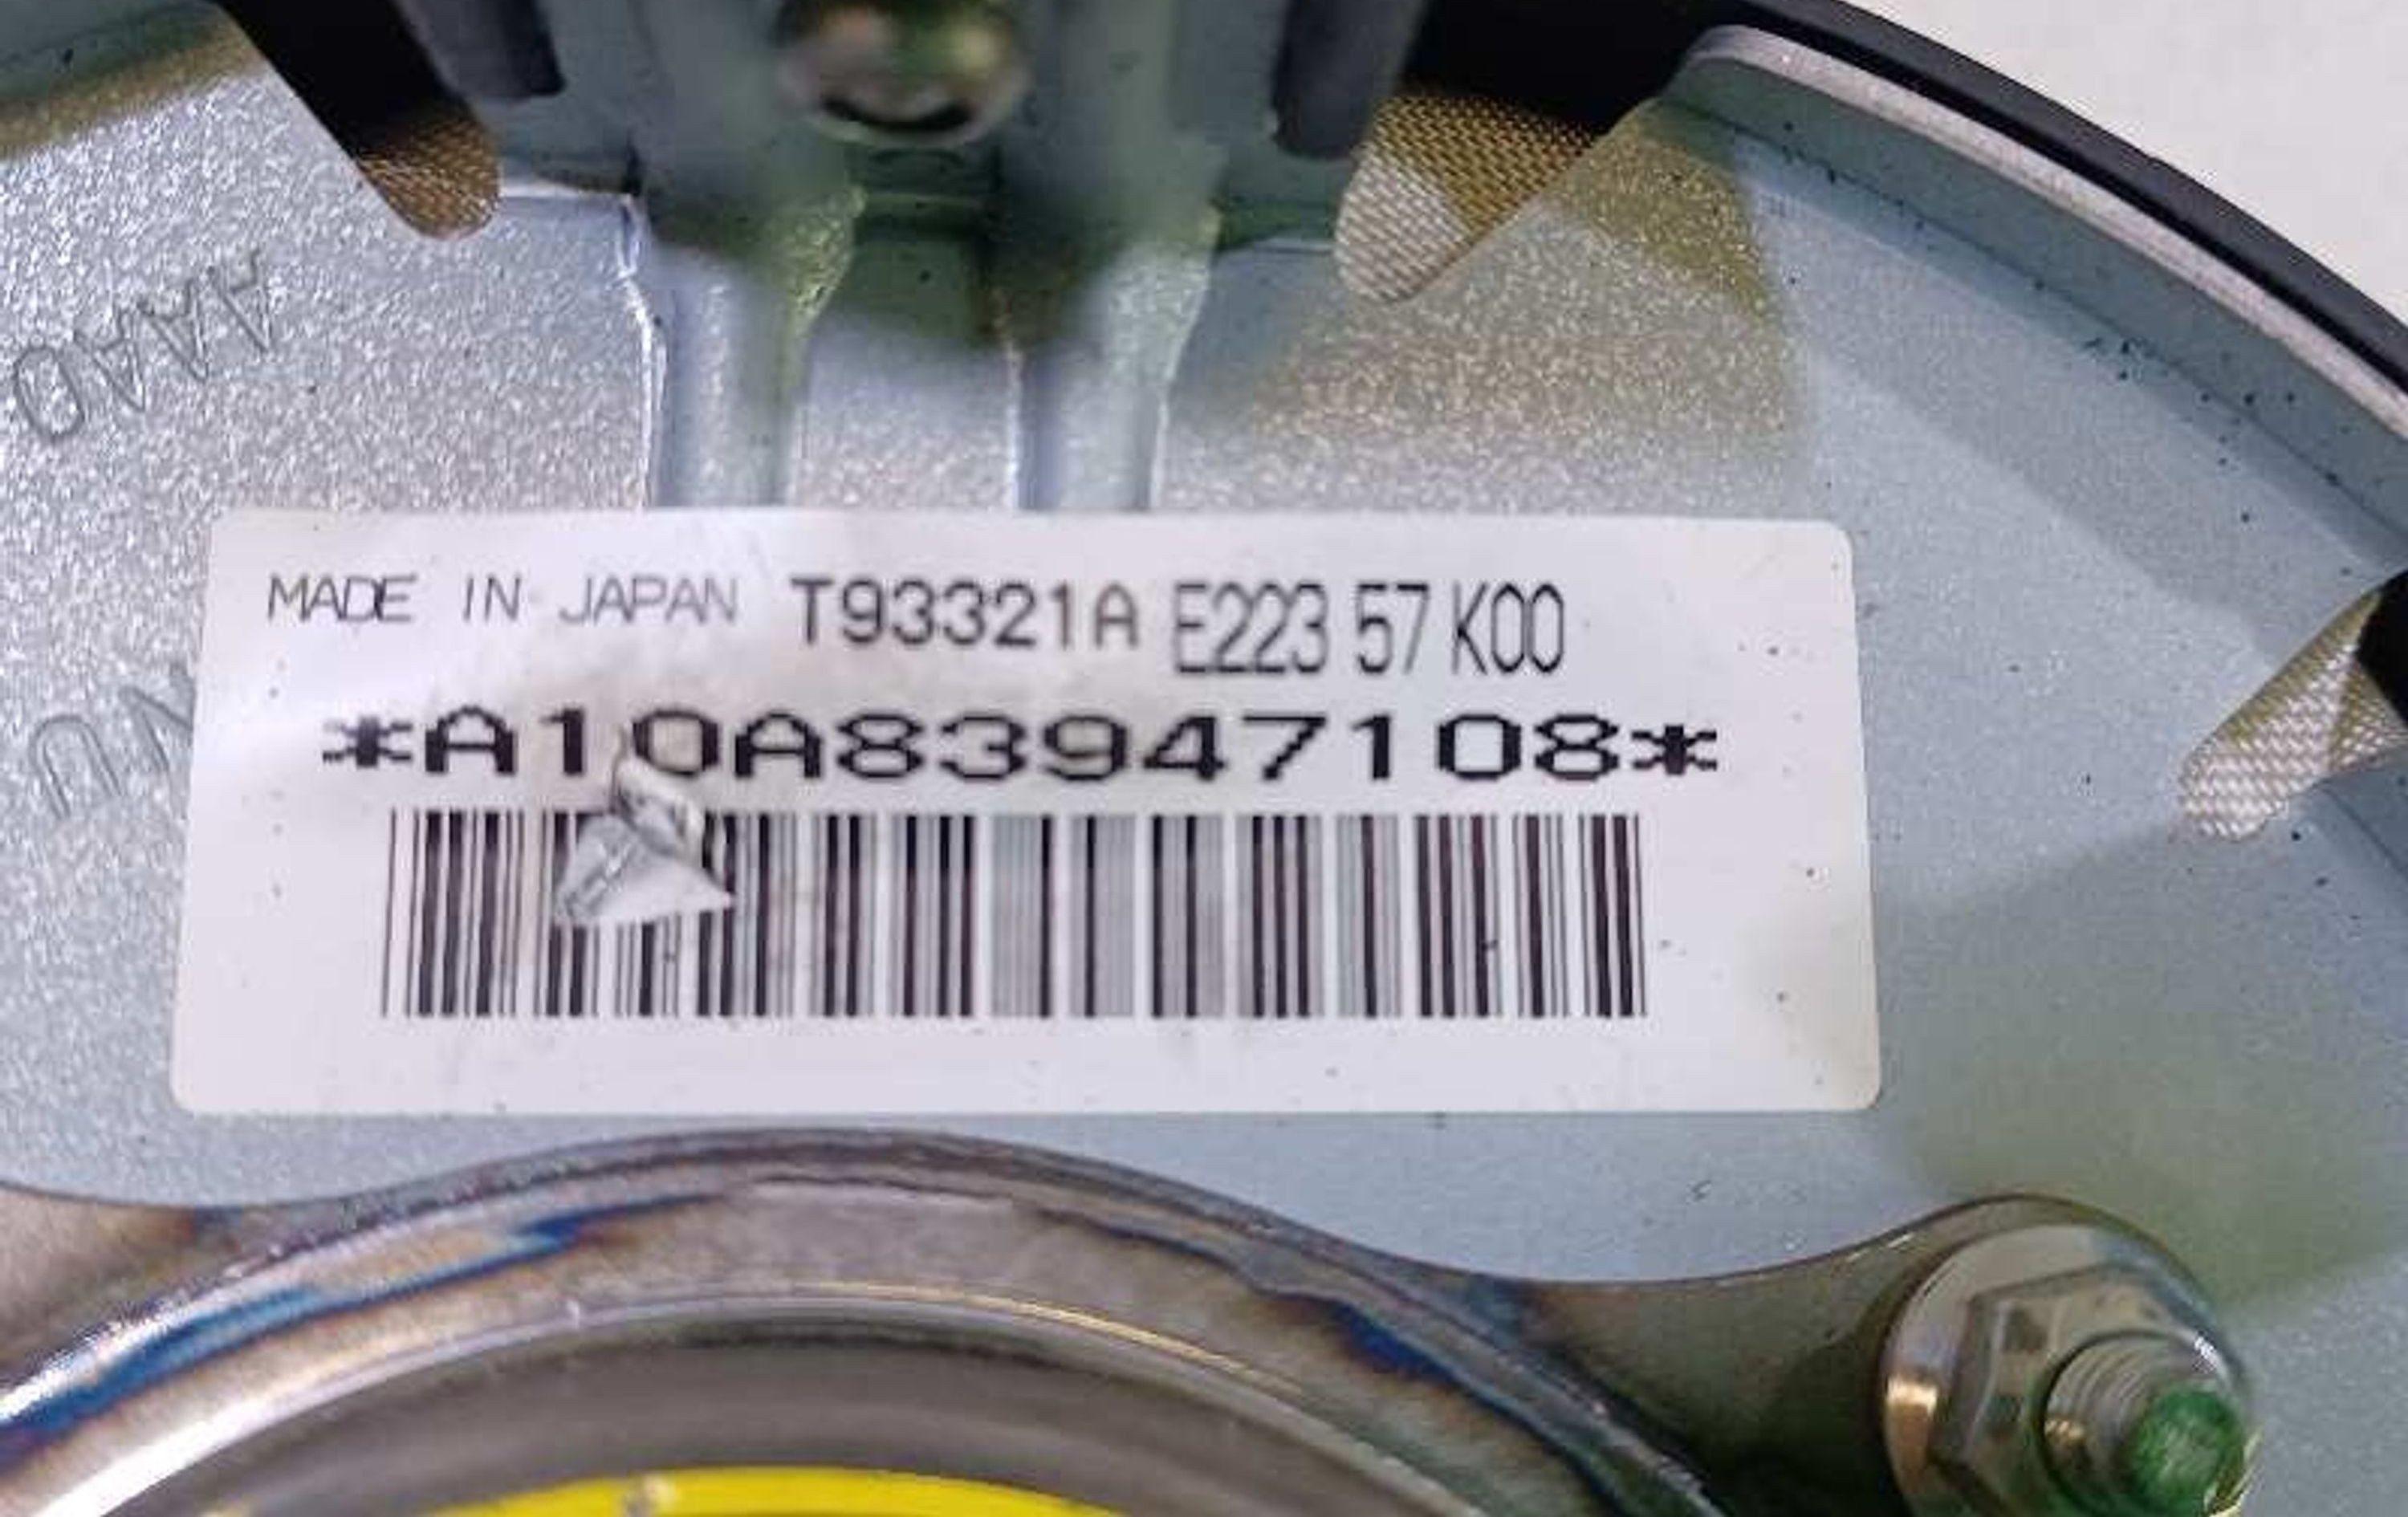 MADE IN JAPAN T93321A E223 57 K00
*A10A83947108*